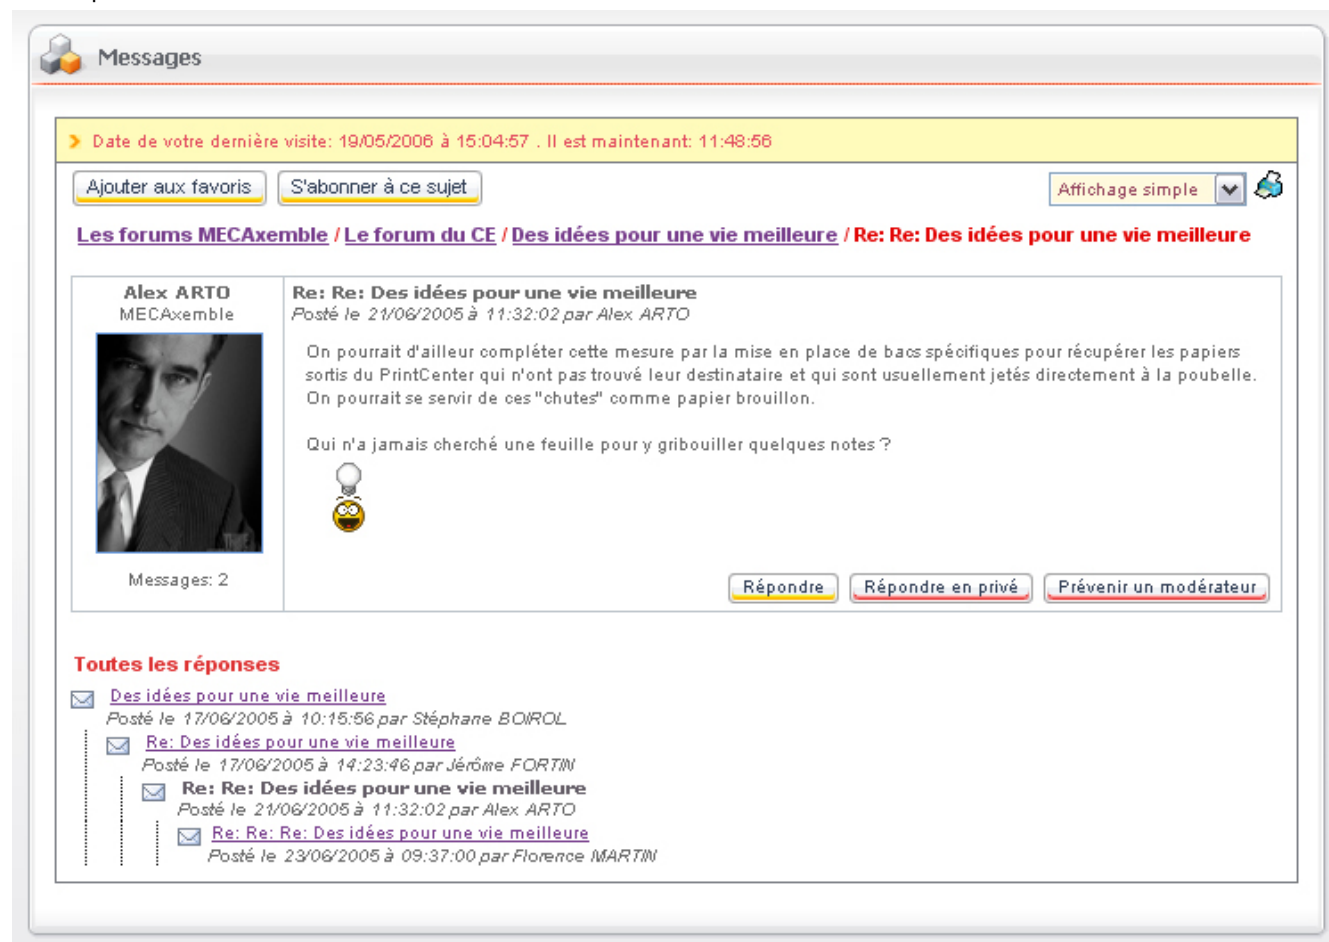 Messages
Date de votre dernière visite: 19/05/2006 à 15:04:57 . Il est maintenant: 11:48:56
Ajouter aux favoris S'abonner à ce sujet Affichage simple
Les forums MECAxemble / Le forum du CE / Des idées pour une vie meilleure / Re: Re: Des idées pour une vie meilleure
Alex ARTO
MECAxemble
Messages: 2
Re: Re: Des idées pour une vie meilleure
Posté le 21/06/2005 à 11:32:02 par Alex ARTO
On pourrait d'ailleur compléter cette mesure par la mise en place de bacs spécifiques pour récupérer les papiers
sortis du PrintCenter qui n'ont pas trouvé leur destinataire et qui sont usuellement jetés directement à la poubelle.
On pourrait se servir de ces "chutes" comme papier brouillon.
Qui n'a jamais cherché une feuille pour y gribouiller quelques notes ?
Répondre Répondre en privé Prévenir un modérateur
Toutes les réponses
Des idées pour une vie meilleure
Posté le 17/06/2005 à 10:15:56 par Stéphane BOIROL
Re: Des idées pour une vie meilleure
Posté le 17/06/2005 à 14:23:46 par Jérôme FORTIN
Re: Re: Des idées pour une vie meilleure
Posté le 21/06/2005 à 11:32:02 par Alex ARTO
Re: Re: Re: Des idées pour une vie meilleure
Posté le 23/06/2005 à 09:37:00 par Florence MARTIN